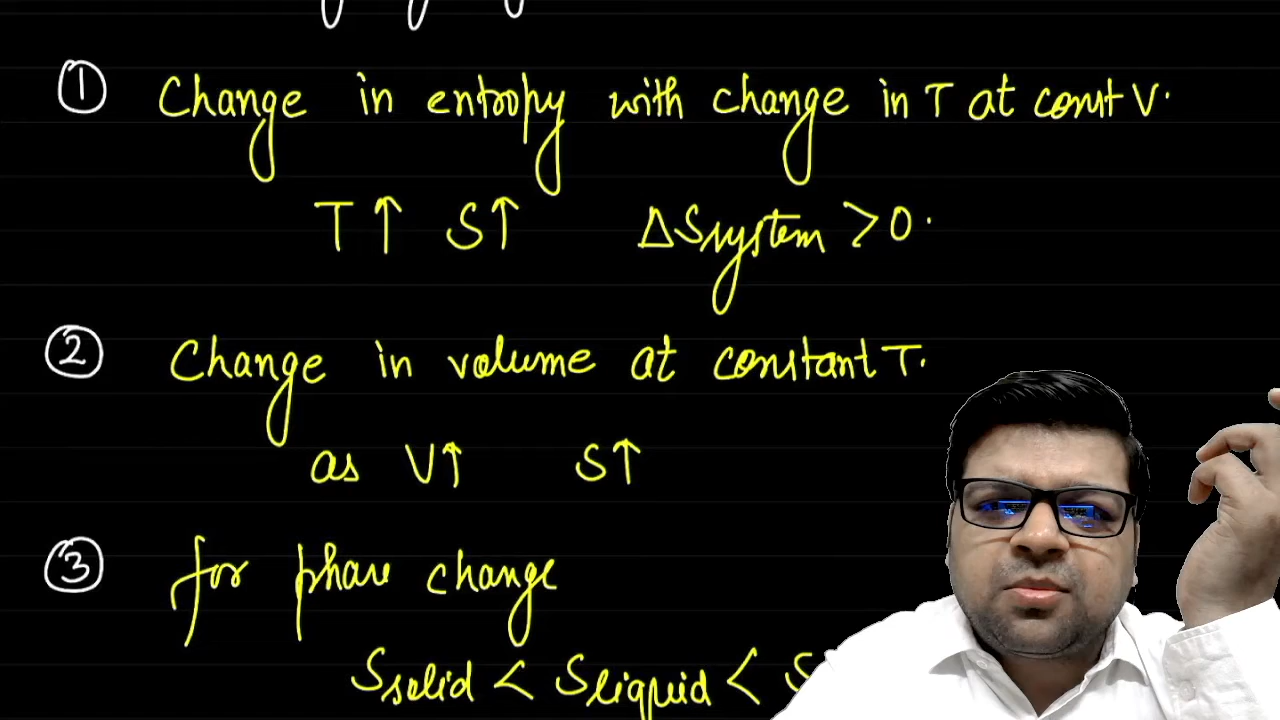 ① Change in entropy with change in T at const V.
T↑ S↑ ΔSsystem >0.
② Change in volume at constant T.
as V↑ S↑
③ for phase change
Ssolid < Sliquid < S